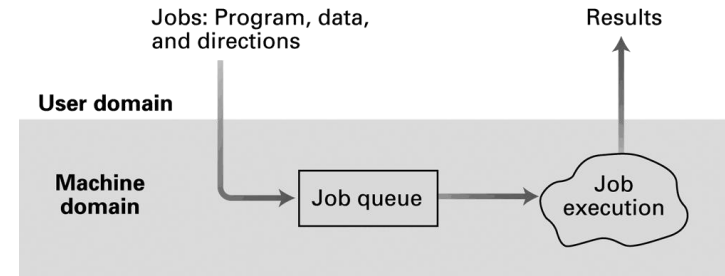 Jobs: Program, data,
and directions
Results
User domain
Machine
domain
Job queue
Job
execution